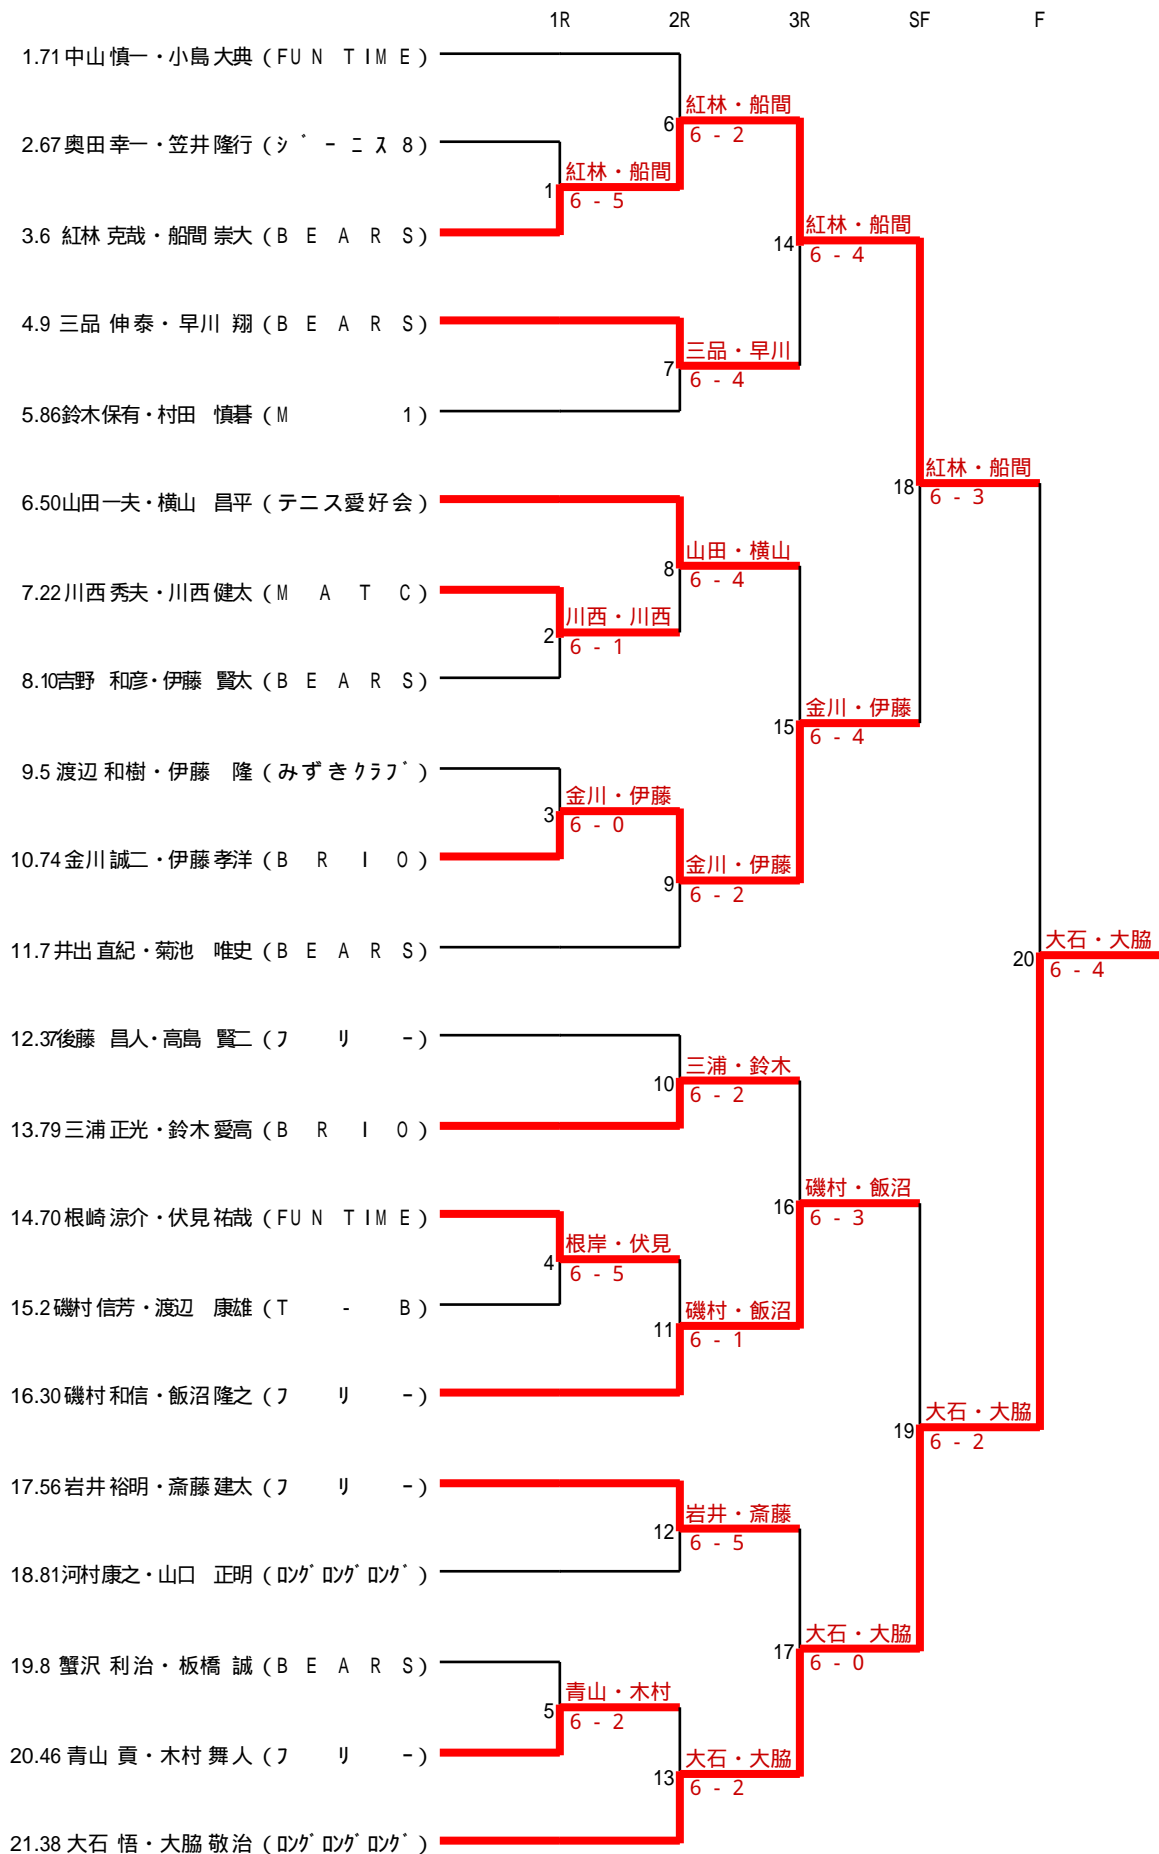 1R 2R 3R SF F
1.71 中山 慎一・小島 大典 (FUN TIME)
紅林・船間
6
6 - 2
2.67 奥田 幸一・笠井 隆行 (ジーニス8)
紅林・船間
1
6 - 5
3.6 紅林 克哉・船間 崇大 (BEARS)
紅林・船間
14
6 - 4
4.9 三品 伸泰・早川 翔 (BEARS)
三品・早川
7
6 - 4
5.86 鈴木保有・村田 慎碁 (M 1)
紅林・船間
18
6 - 3
6.50 山田一夫・横山 昌平 (テニス愛好会)
山田・横山
8
6 - 4
7.22 川西 秀夫・川西 健太 (MATC)
川西・川西
2
6 - 1
8.10 吉野 和彦・伊藤 賢太 (BEARS)
金川・伊藤
15
6 - 4
9.5 渡辺 和樹・伊藤 隆 (みずきクラブ)
金川・伊藤
3
6 - 0
10.74 金川 誠二・伊藤 孝洋 (BRIO)
金川・伊藤
9
6 - 2
11.7 井出 直紀・菊池 唯史 (BEARS)
大石・大脇
20
6 - 4
12.37 後藤 昌人・高島 賢二 (フリー)
三浦・鈴木
10
6 - 2
13.79 三浦 正光・鈴木 愛高 (BRIO)
磯村・飯沼
16
6 - 3
14.70 根崎 涼介・伏見 祐哉 (FUN TIME)
根岸・伏見
4
6 - 5
15.2 磯村 信芳・渡辺 康雄 (T - B)
磯村・飯沼
11
6 - 1
16.30 磯村 和信・飯沼 隆之 (フリー)
大石・大脇
19
6 - 2
17.56 岩井 裕明・斎藤 建太 (フリー)
岩井・斎藤
12
6 - 5
18.81 河村康之・山口 正明 (ロングロングロング)
大石・大脇
17
6 - 0
19.8 蟹沢 利治・板橋 誠 (BEARS)
青山・木村
5
6 - 2
20.46 青山 貢・木村 舞人 (フリー)
大石・大脇
13
6 - 2
21.38 大石 悟・大脇 敬治 (ロングロングロング)